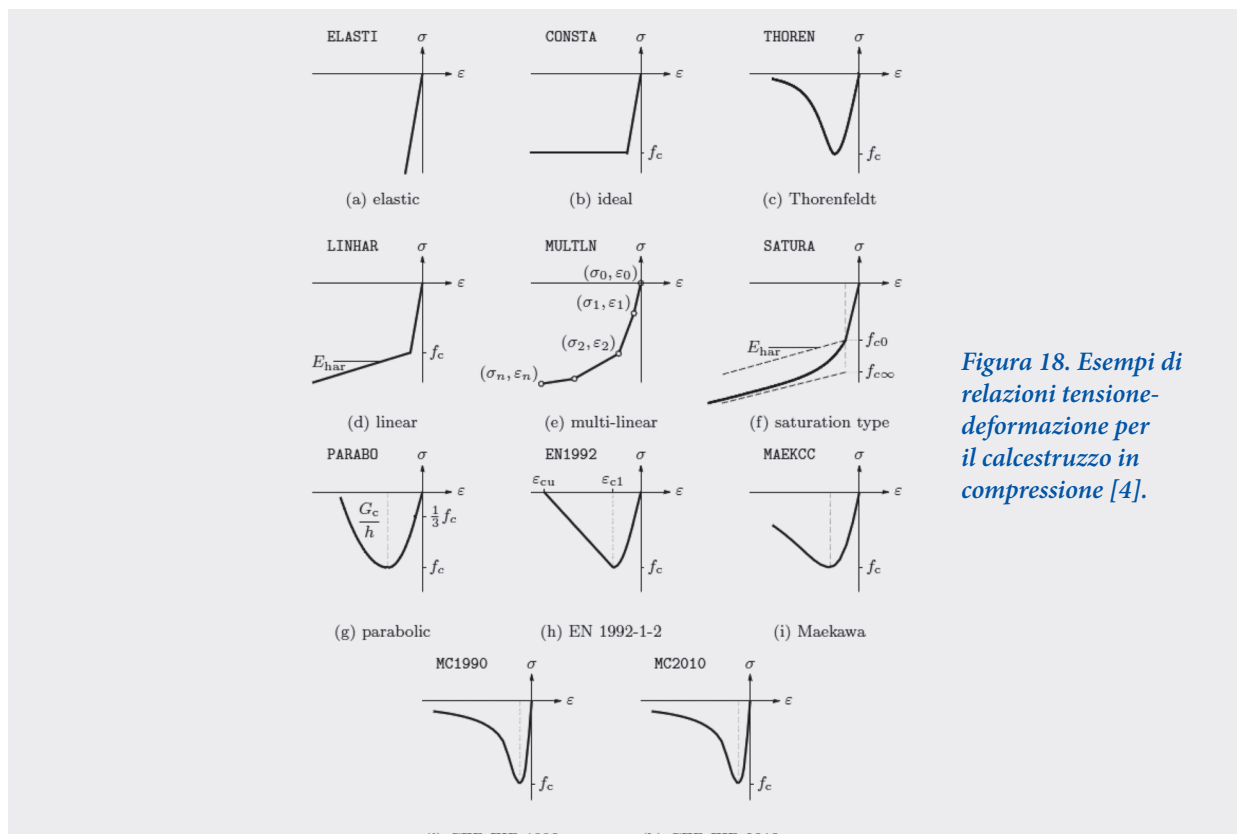 ELASTI σ CONSTA σ THOREN σ
ε ε ε
f_c f_c
(a) elastic (b) ideal (c) Thorenfeldt
LINHAR σ MULTLN σ SATURA σ
(σ_0, ε_0)
ε ε ε
(σ_1, ε_1)
(σ_2, ε_2) f_c0
E_har f_c E_har
(σ_n, ε_n) f_c∞
(d) linear (e) multi-linear (f) saturation type
PARABO σ EN1992 σ MAEKCC σ
ε_cu ε_c1
ε ε ε
G_c/h 1/3 f_c
f_c f_c f_c
(g) parabolic (h) EN 1992-1-2 (i) Maekawa
MC1990 σ MC2010 σ
ε ε
f_c f_c
Figura 18. Esempi di
relazioni tensione-
deformazione per
il calcestruzzo in
compressione [4].